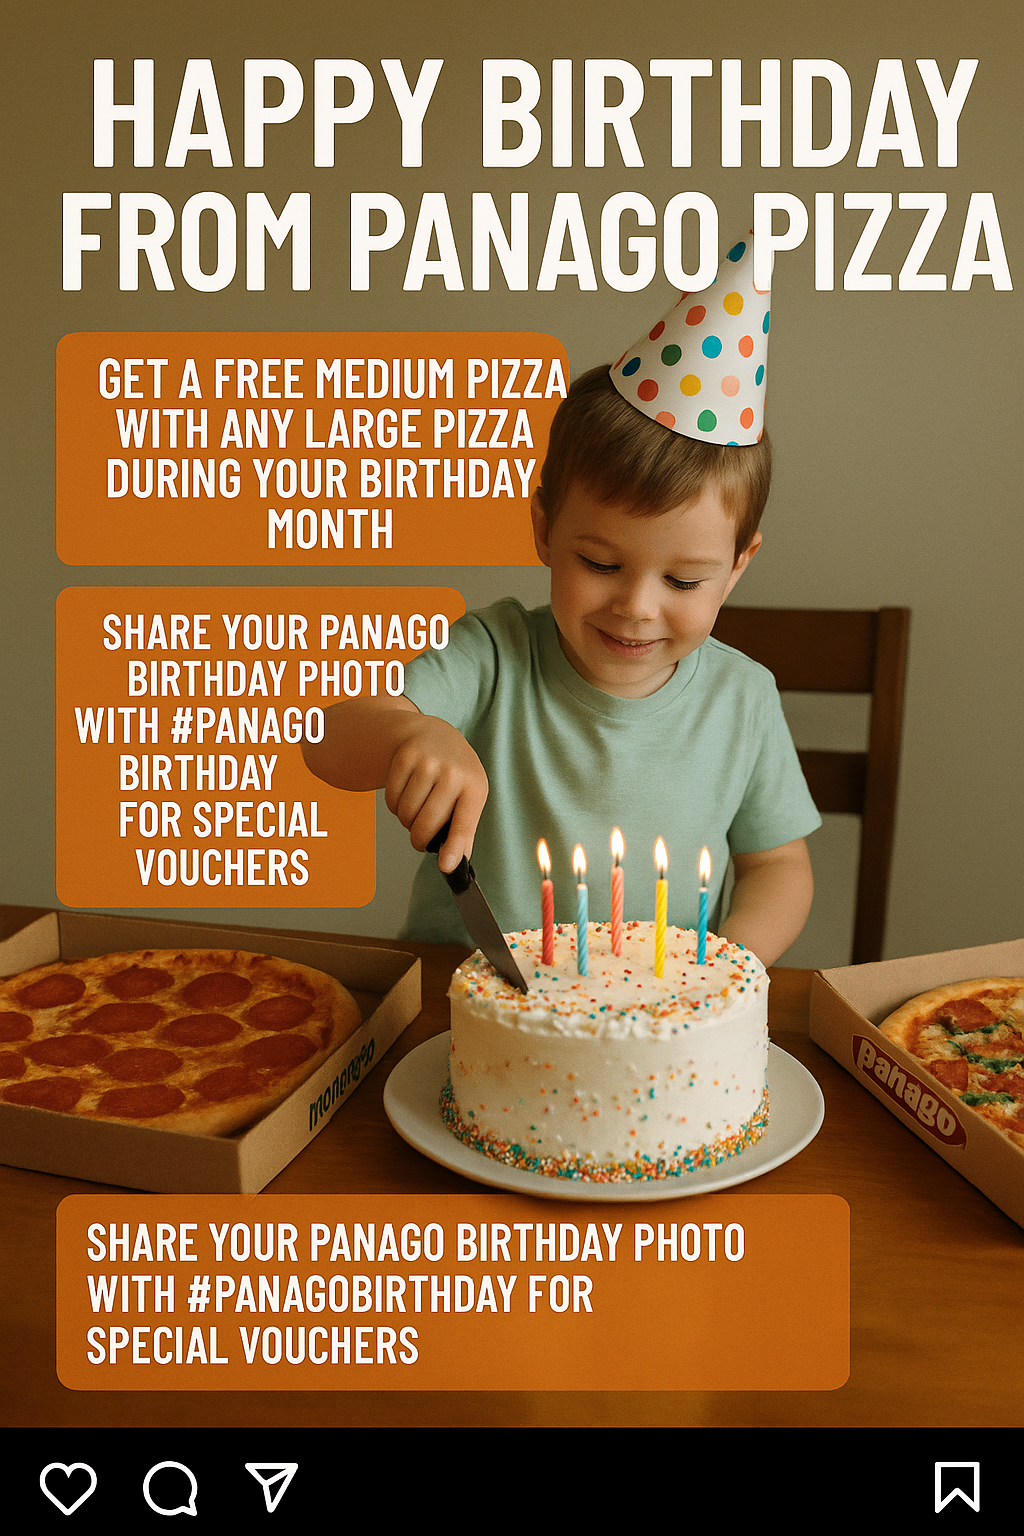 HAPPY BIRTHDAY
FROM PANAGO PIZZA
GET A FREE MEDIUM PIZZA
WITH ANY LARGE PIZZA
DURING YOUR BIRTHDAY
MONTH
SHARE YOUR PANAGO
BIRTHDAY PHOTO
WITH #PANAGO
BIRTHDAY
FOR SPECIAL
VOUCHERS
panago
SHARE YOUR PANAGO BIRTHDAY PHOTO
WITH #PANAGOBIRTHDAY FOR
SPECIAL VOUCHERS